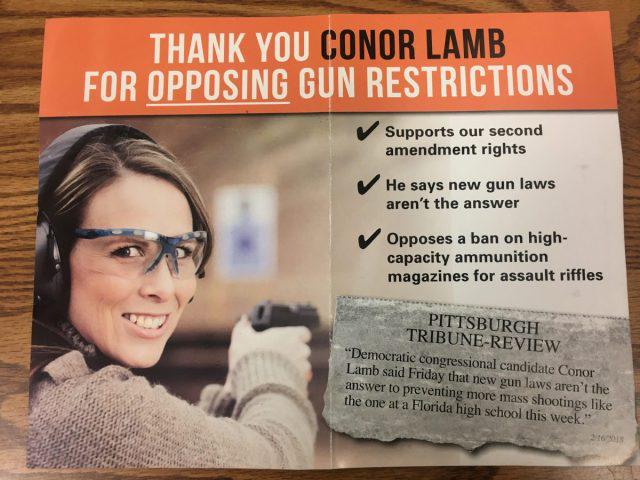 THANK YOU CONOR LAMB
FOR OPPOSING GUN RESTRICTIONS
✔ Supports our second
amendment rights
✔ He says new gun laws
aren't the answer
✔ Opposes a ban on high-
capacity ammunition
magazines for assault riffles
PITTSBURGH
TRIBUNE-REVIEW
“Democratic congressional candidate Conor
Lamb said Friday that new gun laws aren't the
answer to preventing more mass shootings like
the one at a Florida high school this week.”
2/16/2018